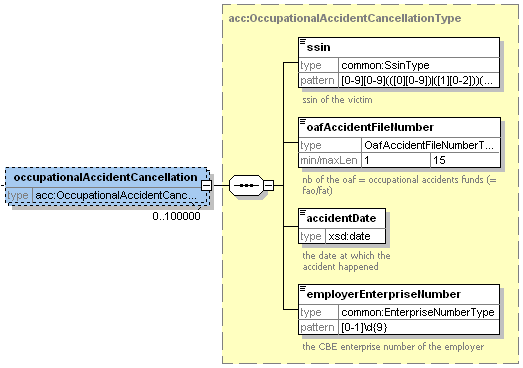 acc:OccupationalAccidentCancellationType
ssin
type common:SsinType
pattern [0-9][0-9](([0][0-9])|([1][0-2]))(...
ssin of the victim
oafAccidentFileNumber
type OafAccidentFileNumberT...
min/maxLen 1 15
nb of the oaf = occupational accidents funds (=
fao/fat)
occupationalAccidentCancellation
type acc:OccupationalAccidentCanc...
0..100000
accidentDate
type xsd:date
the date at which the
accident happened
employerEnterpriseNumber
type common:EnterpriseNumberType
pattern [0-1]\d{9}
the CBE enterprise number of the employer